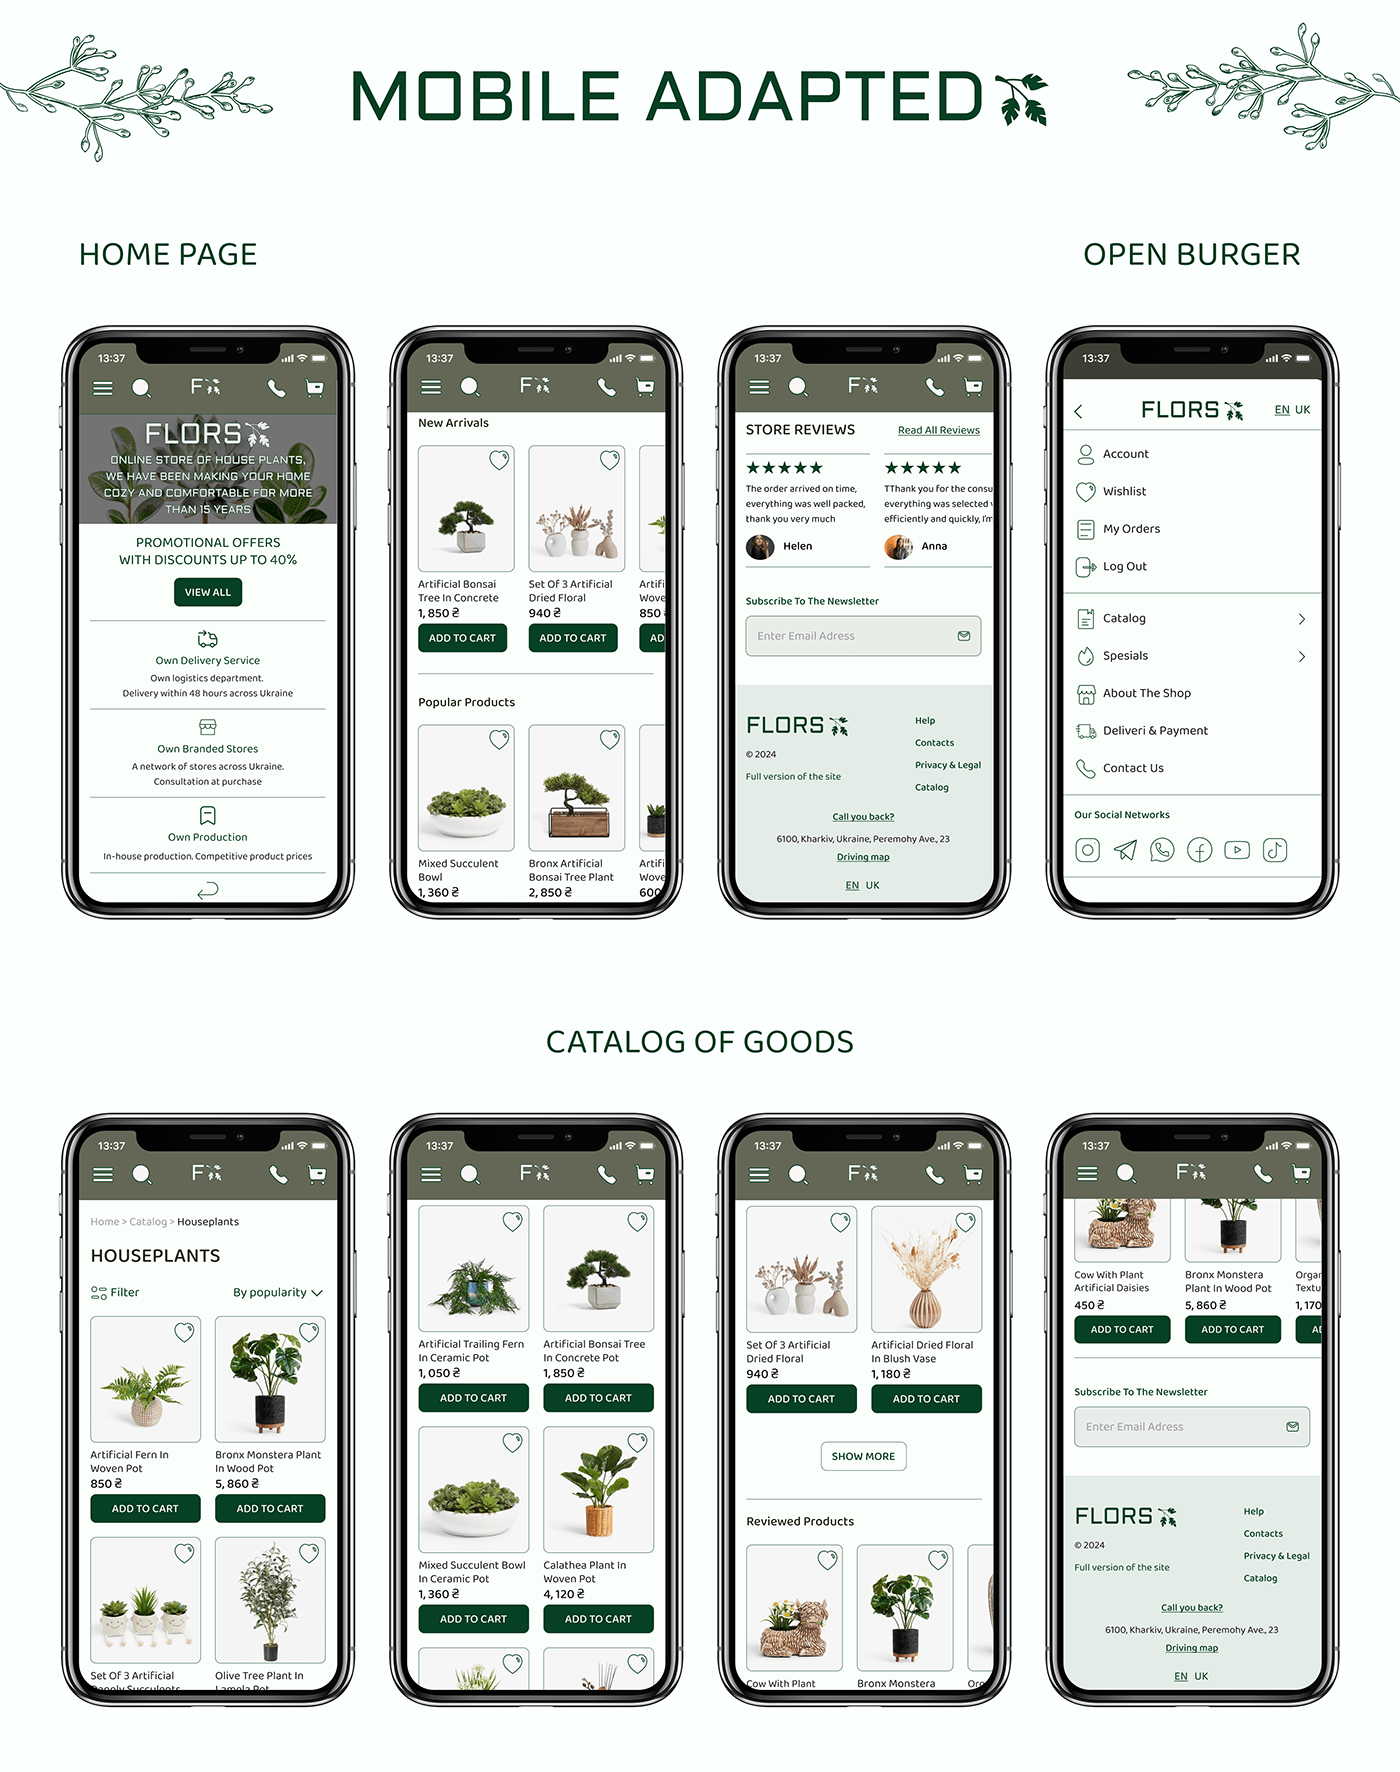 MOBILE ADAPTED
HOME PAGE
OPEN BURGER
13:37
F
FLORS
ONLINE STORE OF HOUSE PLANTS,
WE HAVE BEEN MAKING YOUR HOME
COZY AND COMFORTABLE FOR MORE
THAN 15 YEARS
PROMOTIONAL OFFERS
WITH DISCOUNTS UP TO 40%
VIEW ALL
Own Delivery Service
Own logistics department.
Delivery within 48 hours across Ukraine
Own Branded Stores
A network of stores across Ukraine.
Consultation at purchase
Own Production
In-house production. Competitive product prices
13:37
F
New Arrivals
Artificial Bonsai
Tree In Concrete
1, 850 ₴
ADD TO CART
Set Of 3 Artificial
Dried Floral
940 ₴
ADD TO CART
Artifi
Wove
850
AD
Popular Products
Mixed Succulent
Bowl
1, 360 ₴
Bronx Artificial
Bonsai Tree Plant
2, 850 ₴
Artifi
Wove
600
13:37
F
STORE REVIEWS
Read All Reviews
The order arrived on time,
everything was well packed,
thank you very much
Helen
TThank you for the consu
everything was selected
efficiently and quickly, I'm
Anna
Subscribe To The Newsletter
Enter Email Adress
FLORS
© 2024
Full version of the site
Help
Contacts
Privacy & Legal
Catalog
Call you back?
6100, Kharkiv, Ukraine, Peremohy Ave., 23
Driving map
EN UK
13:37
FLORS
EN UK
Account
Wishlist
My Orders
Log Out
Catalog
Spesials
About The Shop
Deliveri & Payment
Contact Us
Our Social Networks
CATALOG OF GOODS
13:37
F
Home > Catalog > Houseplants
HOUSEPLANTS
Filter
By popularity
Artificial Fern In
Woven Pot
850 ₴
ADD TO CART
Bronx Monstera Plant
In Wood Pot
5, 860 ₴
ADD TO CART
Set Of 3 Artificial
Olive Tree Plant In
Lamela Pot
13:37
F
Artificial Trailing Fern
In Ceramic Pot
1, 050 ₴
ADD TO CART
Artificial Bonsai Tree
In Concrete Pot
1, 850 ₴
ADD TO CART
Mixed Succulent Bowl
In Ceramic Pot
1, 360 ₴
ADD TO CART
Calathea Plant In
Woven Pot
4, 120 ₴
ADD TO CART
13:37
F
Set Of 3 Artificial
Dried Floral
940 ₴
ADD TO CART
Artificial Dried Floral
In Blush Vase
1, 180 ₴
ADD TO CART
SHOW MORE
Reviewed Products
Cow With Plant
Bronx Monstera
Org
13:37
F
Cow With Plant
Artificial Daisies
450 ₴
ADD TO CART
Bronx Monstera
Plant In Wood Pot
5, 860 ₴
ADD TO CART
Organ
Textu
1, 170
A
Subscribe To The Newsletter
Enter Email Adress
FLORS
© 2024
Full version of the site
Help
Contacts
Privacy & Legal
Catalog
Call you back?
6100, Kharkiv, Ukraine, Peremohy Ave., 23
Driving map
EN UK